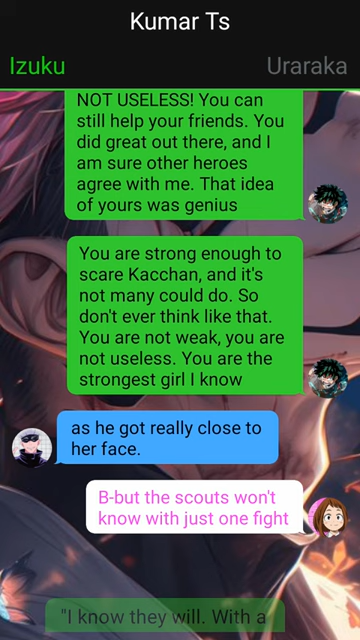 Kumar Ts
Izuku
Uraraka
NOT USELESS! You can
still help your friends. You
did great out there, and I
am sure other heroes
agree with me. That idea
of yours was genius
You are strong enough to
scare Kacchan, and it's
not many could do. So
don't ever think like that.
You are not weak, you are
not useless. You are the
strongest girl I know
as he got really close to
her face.
B-but the scouts won't
know with just one fight
"I know they will. With a